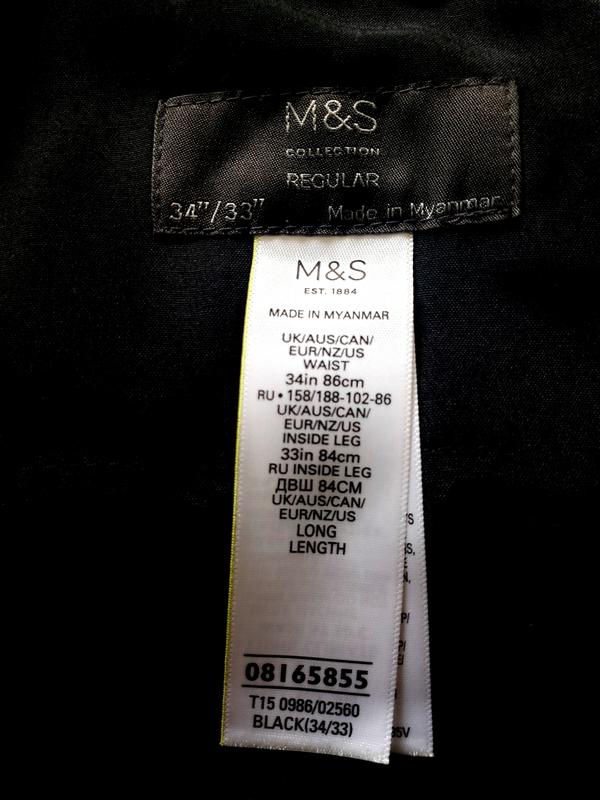 M&S
COLLECTION
REGULAR
34"/33" Made in Myanmar
M&S
EST. 1884
MADE IN MYANMAR
UK/AUS/CAN/
EUR/NZ/US
WAIST
34in 86cm
RU • 158/188-102-86
UK/AUS/CAN/
EUR/NZ/US
INSIDE LEG
33in 84cm
RU INSIDE LEG
ДВШ 84СМ
UK/AUS/CAN/
EUR/NZ/US
LONG
LENGTH
08165855
T15 0986/02560
BLACK(34/33)